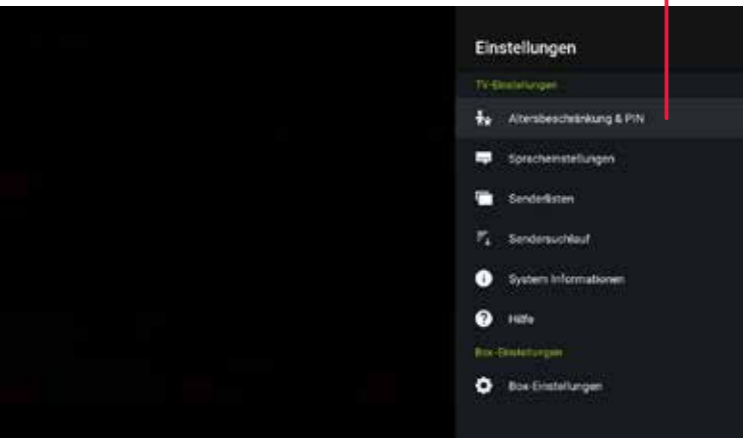 Einstellungen
TV-Einstellungen
Altersbeschränkung & PIN
Spracheinstellungen
Senderlisten
Sendersuchlauf
System Informationen
Hilfe
Box-Einstellungen
Box-Einstellungen